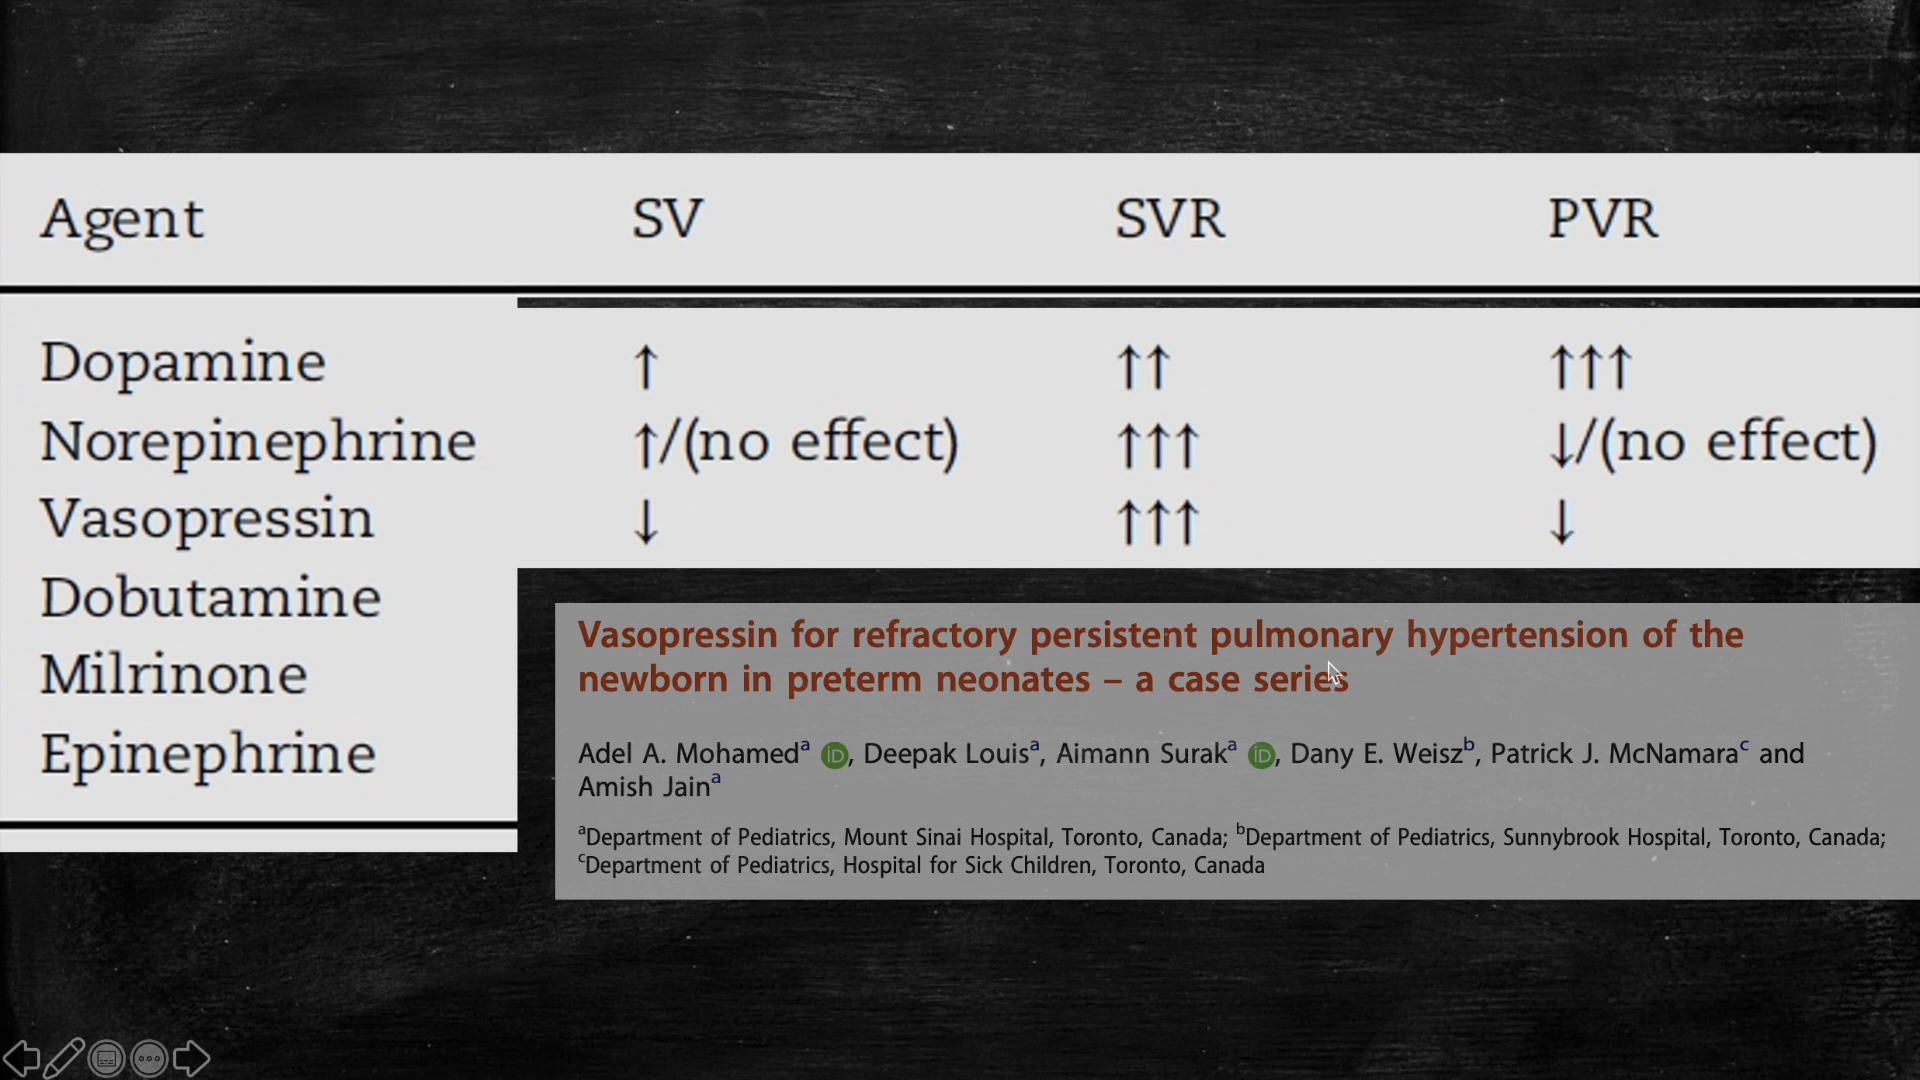 Agent SV SVR PVR
Dopamine ↑ ↑↑ ↑↑↑
Norepinephrine ↑/(no effect) ↑↑↑ ↓/(no effect)
Vasopressin ↓ ↑↑↑ ↓
Dobutamine
Milrinone
Epinephrine
Vasopressin for refractory persistent pulmonary hypertension of the
newborn in preterm neonates – a case series
Adel A. Mohamedᵃ iD, Deepak Louisᵃ, Aimann Surakᵃ iD, Dany E. Weiszᵇ, Patrick J. McNamaraᶜ and
Amish Jainᵃ
ᵃDepartment of Pediatrics, Mount Sinai Hospital, Toronto, Canada; ᵇDepartment of Pediatrics, Sunnybrook Hospital, Toronto, Canada;
ᶜDepartment of Pediatrics, Hospital for Sick Children, Toronto, Canada